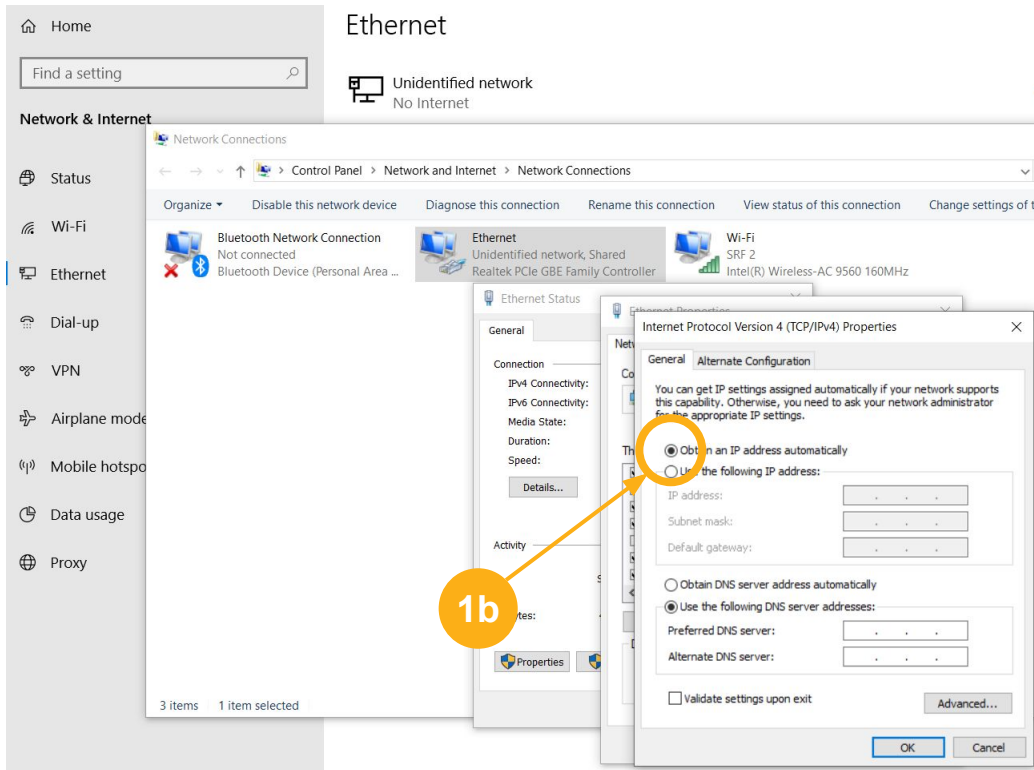 Home
Find a setting
Network & Internet
Status
Wi-Fi
Ethernet
Dial-up
VPN
Airplane mode
Mobile hotspo
Data usage
Proxy
Ethernet
Unidentified network
No Internet
Network Connections
Control Panel > Network and Internet > Network Connections
Organize Disable this network device Diagnose this connection Rename this connection View status of this connection Change settings of t
Bluetooth Network Connection
Not connected
Bluetooth Device (Personal Area ...
Ethernet
Unidentified network, Shared
Realtek PCIe GBE Family Controller
Wi-Fi
SRF 2
Intel(R) Wireless-AC 9560 160MHz
3 items 1 item selected
Ethernet Status
General
Connection
IPv4 Connectivity:
IPv6 Connectivity:
Media State:
Duration:
Speed:
Details...
Activity
S
ytes:
Properties
Ethernet Properties
Netw
Co
Th
Internet Protocol Version 4 (TCP/IPv4) Properties
General Alternate Configuration
You can get IP settings assigned automatically if your network supports
this capability. Otherwise, you need to ask your network administrator
for the appropriate IP settings.
Obtain an IP address automatically
Use the following IP address:
IP address:
Subnet mask:
Default gateway:
Obtain DNS server address automatically
Use the following DNS server addresses:
Preferred DNS server:
Alternate DNS server:
Validate settings upon exit
Advanced...
OK Cancel
1b